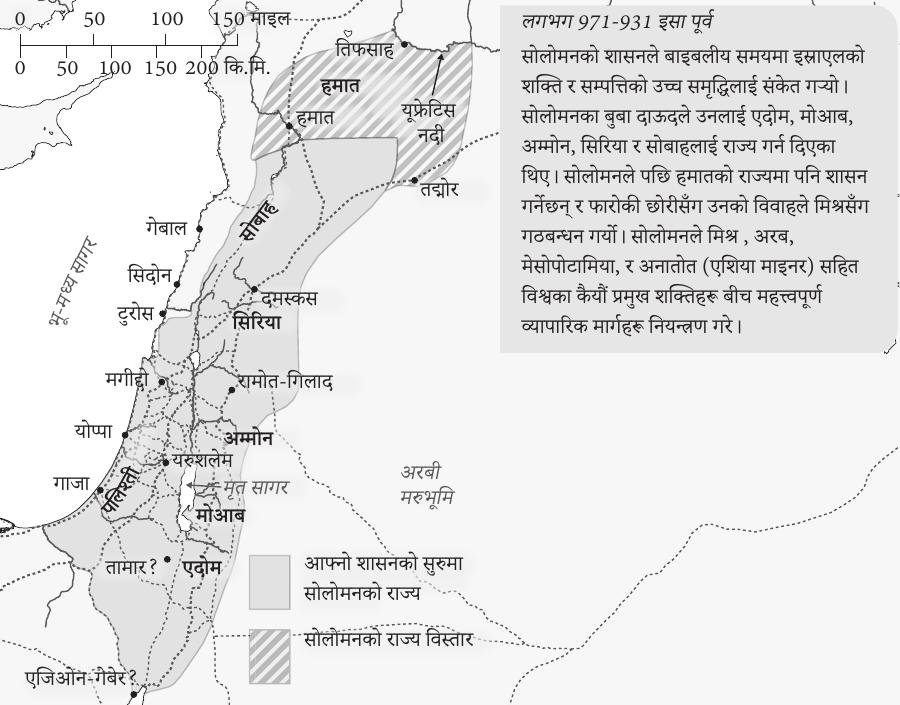 0 50 100 150 माइल
0 50 100 150 200 कि.मि.
लगभग 971-931 इसा पूर्व
सोलोमनको शासनले बाइबलीय समयमा इस्राएलको
शक्ति र सम्पत्तिको उच्च समृद्धिलाई संकेत गऱ्यो।
सोलोमनका बुबा दाऊदले उनलाई एदोम, मोआब,
अम्मोन, सिरिया र सोबाहलाई राज्य गर्न दिएका
थिए। सोलोमनले पछि हमातको राज्यमा पनि शासन
गर्नेछन् र फारोकी छोरीसँग उनको विवाहले मिश्रसँग
गठबन्धन गर्यो। सोलोमनले मिश्र , अरब,
मेसोपोटामिया, र अनातोत (एशिया माइनर) सहित
विश्वका कैयौं प्रमुख शक्तिहरू बीच महत्त्वपूर्ण
व्यापारिक मार्गहरू नियन्त्रण गरे।
तिफसाह
हमात
यूफ्रेटिस
नदी
हमात
तद्मोर
सोबाह
गेबाल
भू-मध्य सागर
सिदोन
दमस्कस
टुरोस
सिरिया
मगीद्दो
रामोत-गिलाद
योप्पा
अम्मोन
यरुशलेम
गाजा
पलिश्ती
मृत सागर
अरबी
मरुभूमि
मोआब
तामार?
एदोम
आफ्नो शासनको सुरुमा
सोलोमनको राज्य
सोलोमनको राज्य विस्तार
एजिओन-गेबेर?